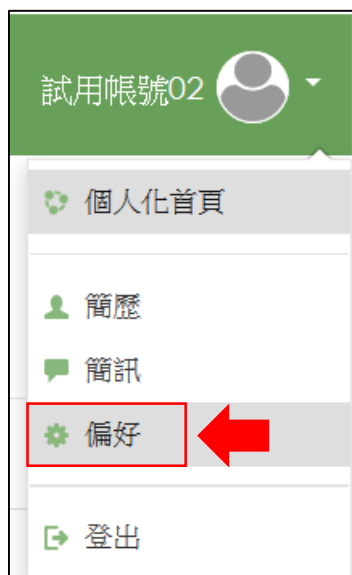 試用帳號02
個人化首頁
簡歷
簡訊
偏好
登出